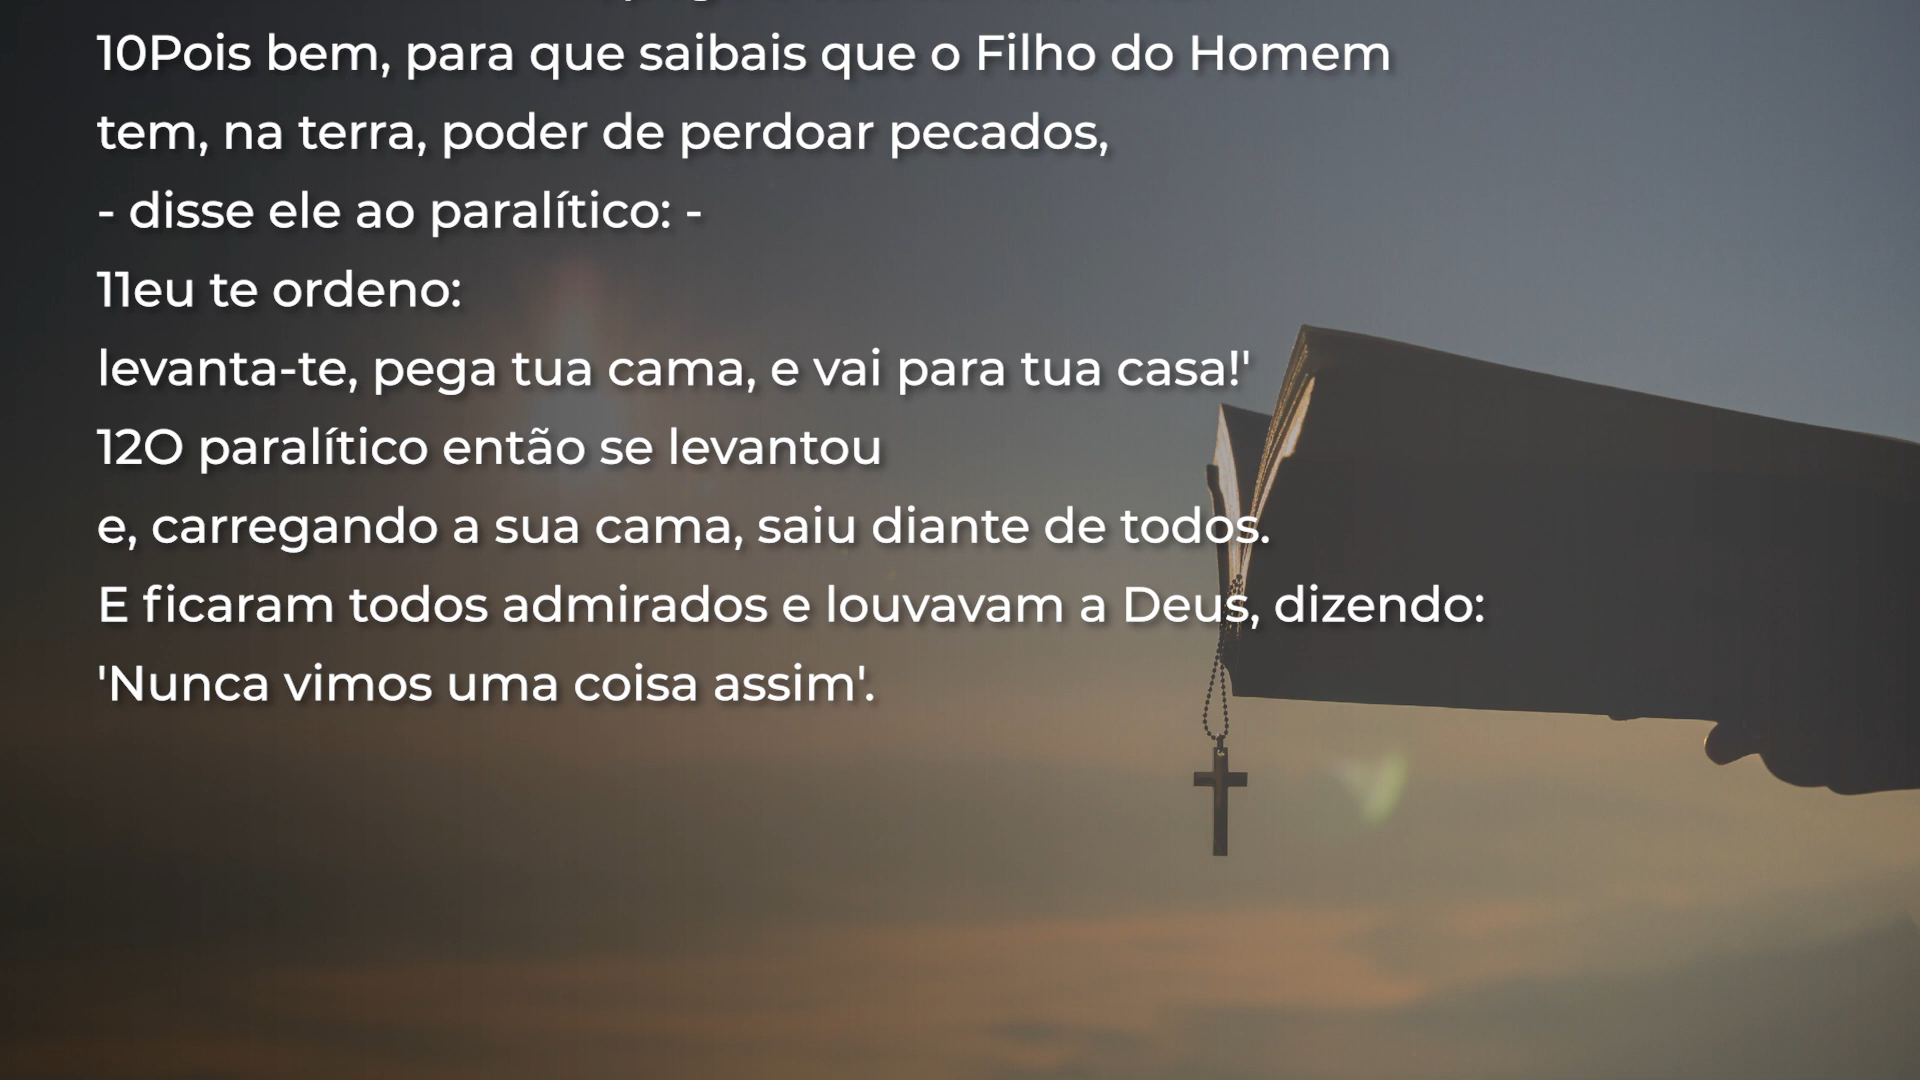 10Pois bem, para que saibais que o Filho do Homem
tem, na terra, poder de perdoar pecados,
- disse ele ao paralítico: -
11eu te ordeno:
levanta-te, pega tua cama, e vai para tua casa!'
12O paralítico então se levantou
e, carregando a sua cama, saiu diante de todos.
E ficaram todos admirados e louvavam a Deus, dizendo:
'Nunca vimos uma coisa assim'.